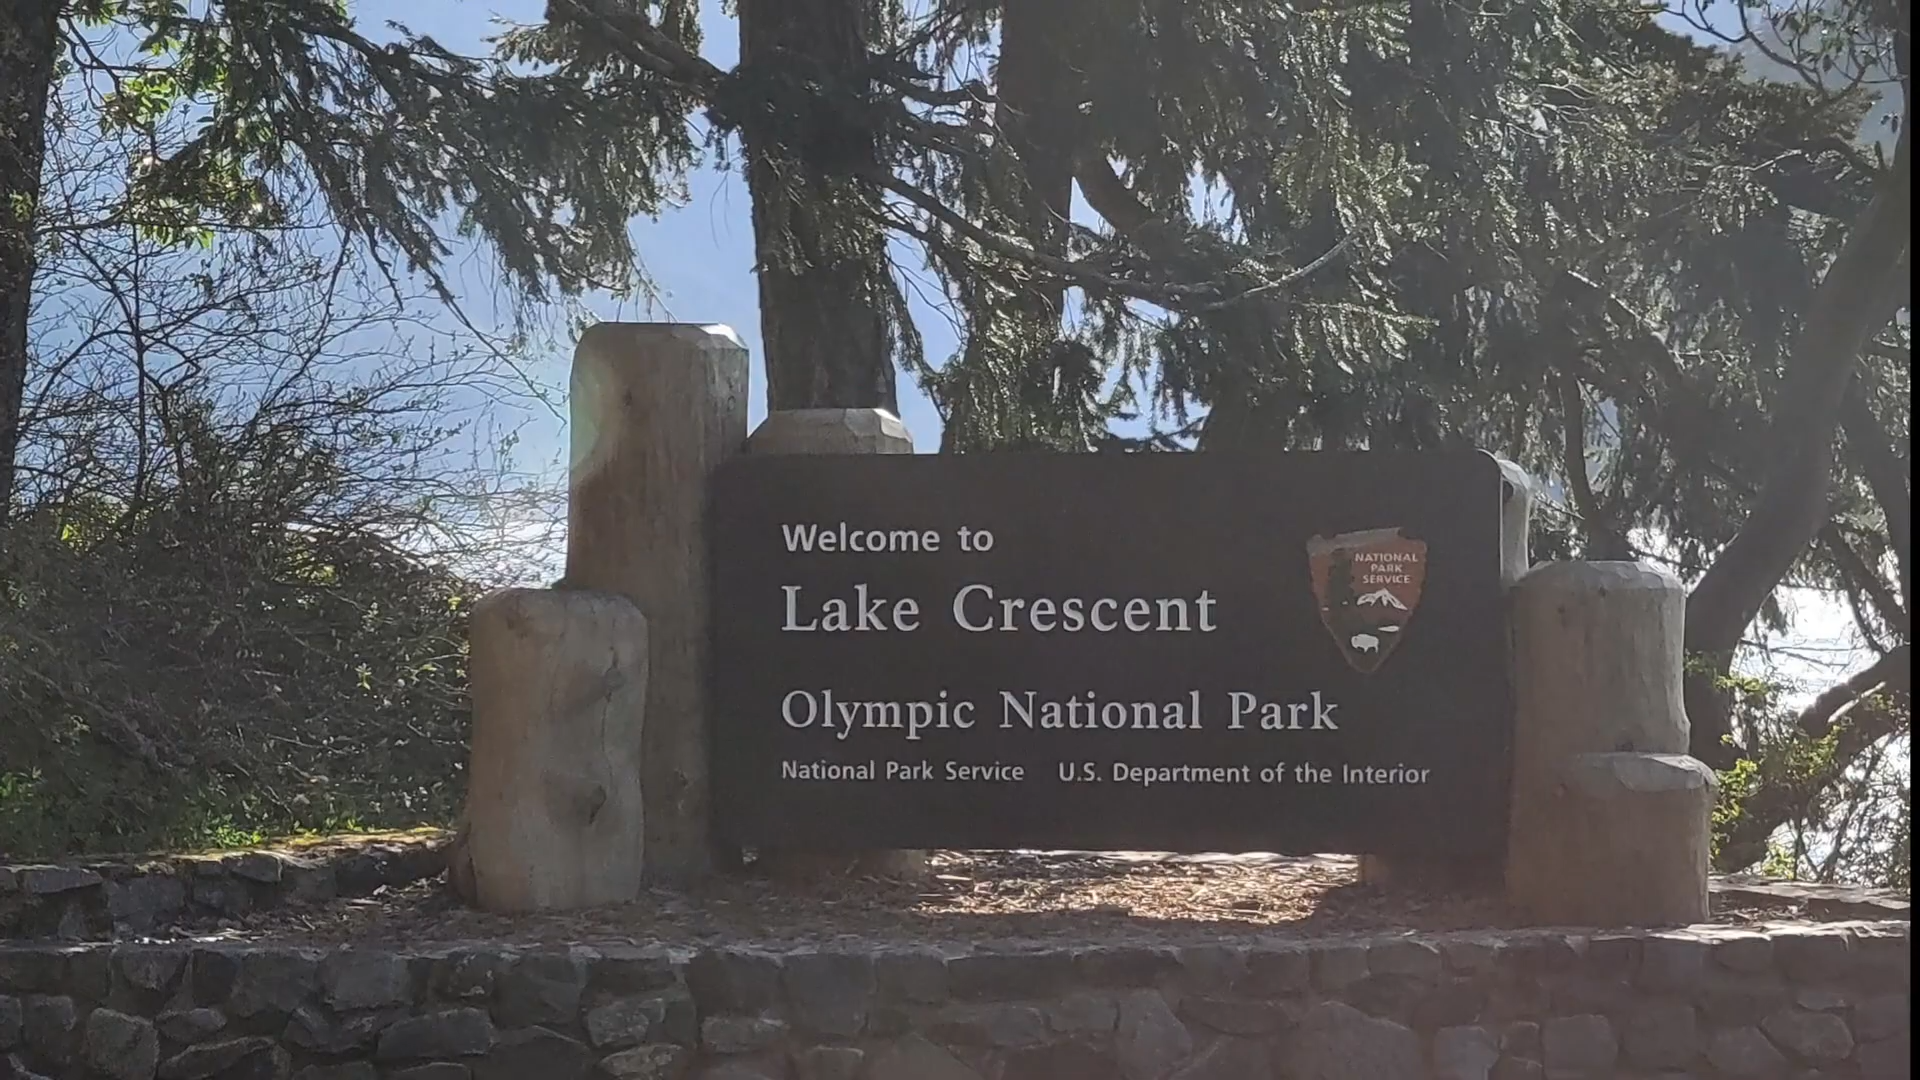 Welcome to
Lake Crescent
Olympic National Park
National Park Service U.S. Department of the Interior
NATIONAL
PARK
SERVICE